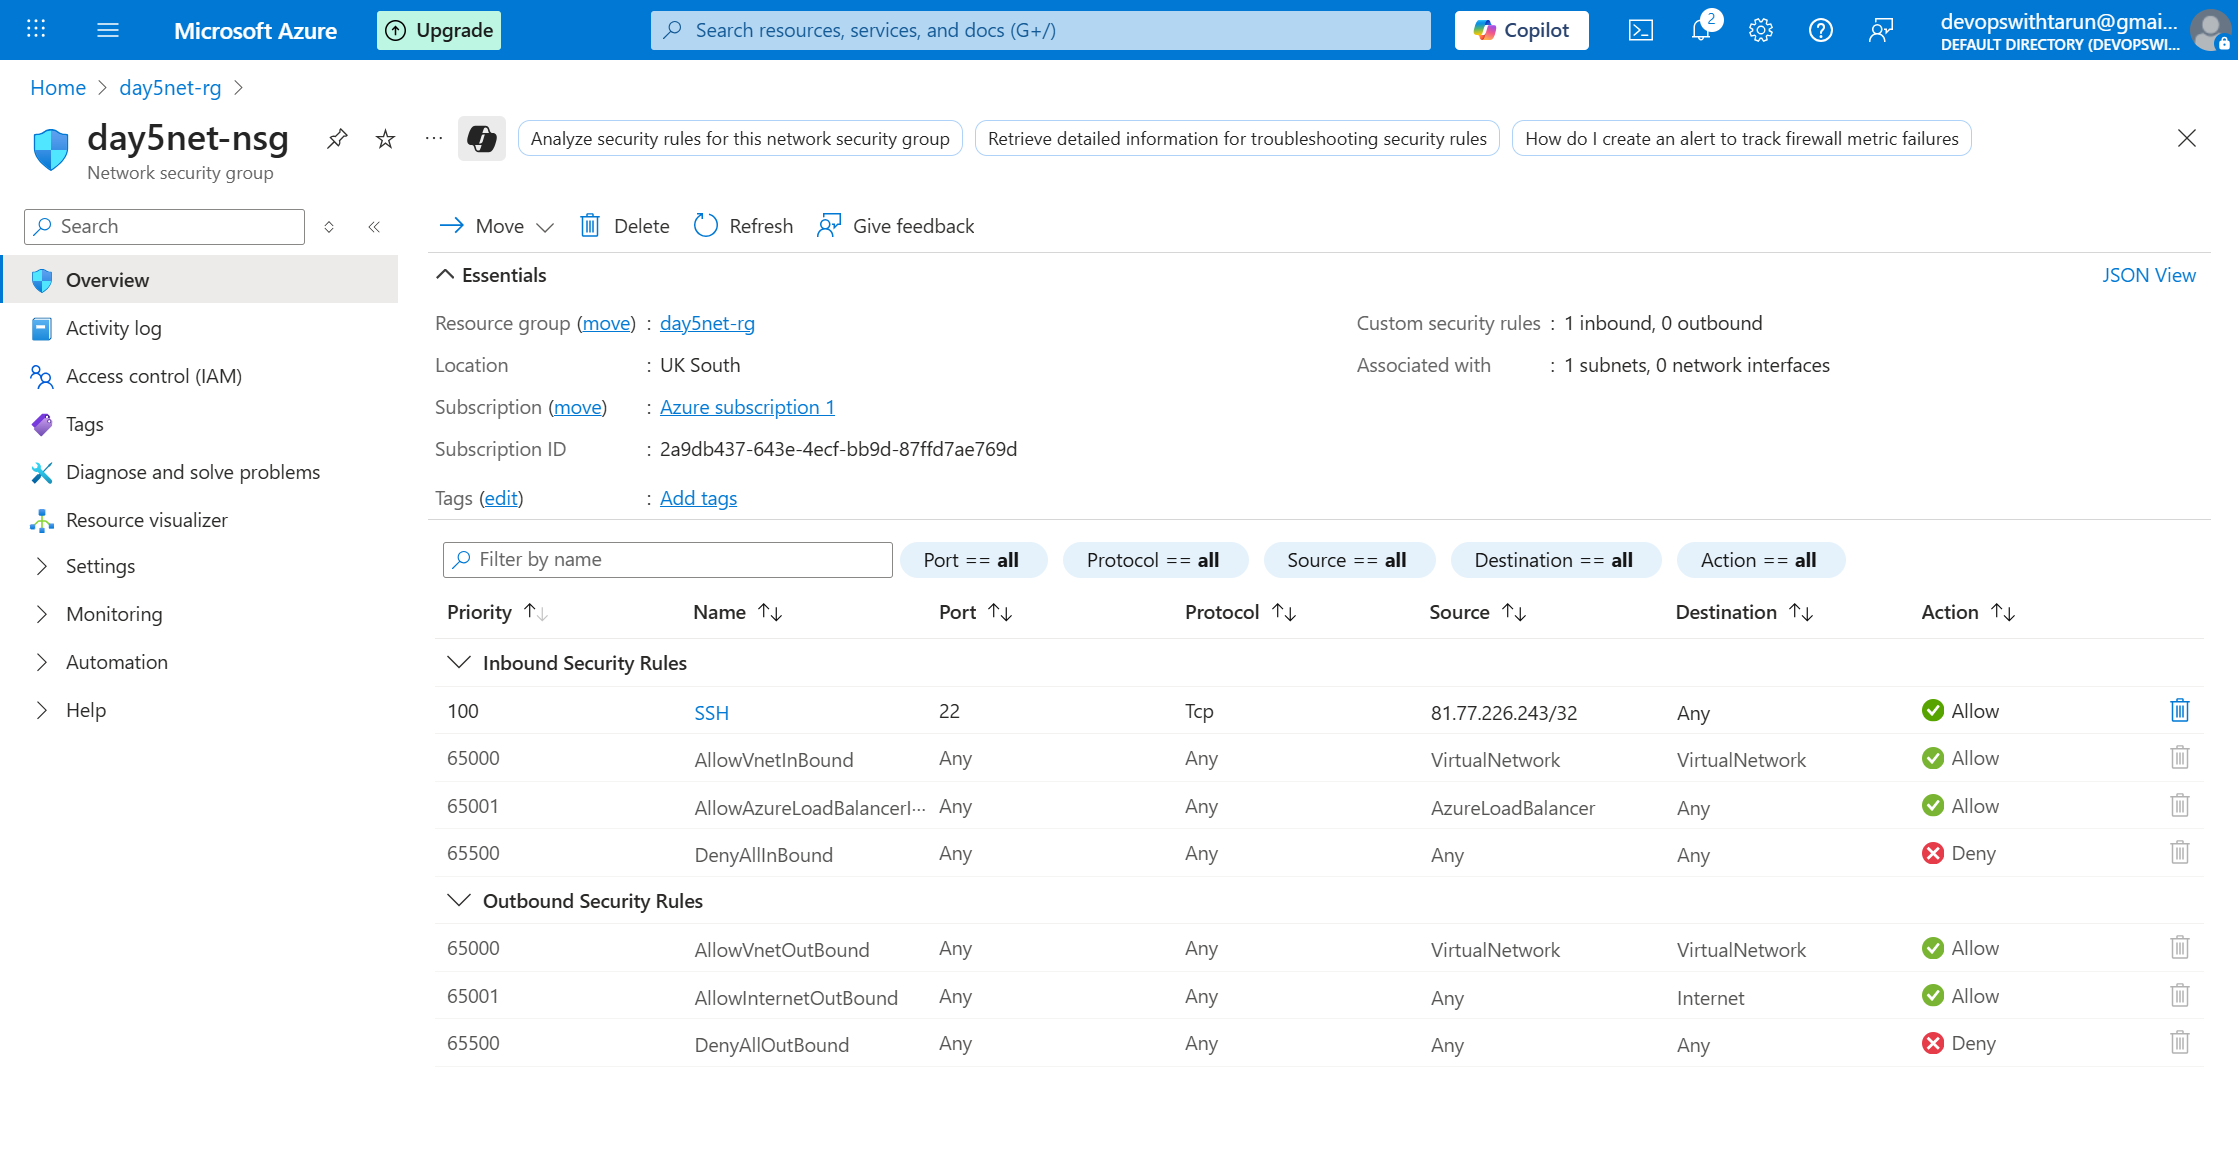 Microsoft Azure
Upgrade
Search resources, services, and docs (G+/)
Copilot
2
devopswithtarun@gmai...
DEFAULT DIRECTORY (DEVOPSWI...
Home > day5net-rg >
day5net-nsg
Network security group
Analyze security rules for this network security group
Retrieve detailed information for troubleshooting security rules
How do I create an alert to track firewall metric failures
Search
Overview
Activity log
Access control (IAM)
Tags
Diagnose and solve problems
Resource visualizer
Settings
Monitoring
Automation
Help
Move Delete Refresh Give feedback
Essentials JSON View
Resource group (move) : day5net-rg
Location : UK South
Subscription (move) : Azure subscription 1
Subscription ID : 2a9db437-643e-4ecf-bb9d-87ffd7ae769d
Tags (edit) : Add tags
Custom security rules : 1 inbound, 0 outbound
Associated with : 1 subnets, 0 network interfaces
Filter by name Port == all Protocol == all Source == all Destination == all Action == all
Priority Name Port Protocol Source Destination Action
Inbound Security Rules
100 SSH 22 Tcp 81.77.226.243/32 Any Allow
65000 AllowVnetInBound Any Any VirtualNetwork VirtualNetwork Allow
65001 AllowAzureLoadBalancerI... Any Any AzureLoadBalancer Any Allow
65500 DenyAllInBound Any Any Any Any Deny
Outbound Security Rules
65000 AllowVnetOutBound Any Any VirtualNetwork VirtualNetwork Allow
65001 AllowInternetOutBound Any Any Any Internet Allow
65500 DenyAllOutBound Any Any Any Any Deny